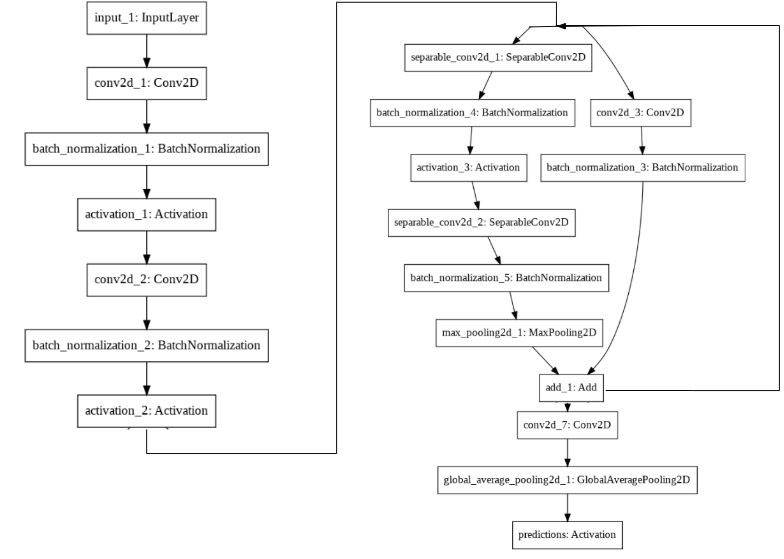 input_1: InputLayer
conv2d_1: Conv2D
batch_normalization_1: BatchNormalization
activation_1: Activation
conv2d_2: Conv2D
batch_normalization_2: BatchNormalization
activation_2: Activation
separable_conv2d_1: SeparableConv2D
batch_normalization_4: BatchNormalization
conv2d_3: Conv2D
activation_3: Activation
batch_normalization_3: BatchNormalization
separable_conv2d_2: SeparableConv2D
batch_normalization_5: BatchNormalization
max_pooling2d_1: MaxPooling2D
add_1: Add
conv2d_7: Conv2D
global_average_pooling2d_1: GlobalAveragePooling2D
predictions: Activation